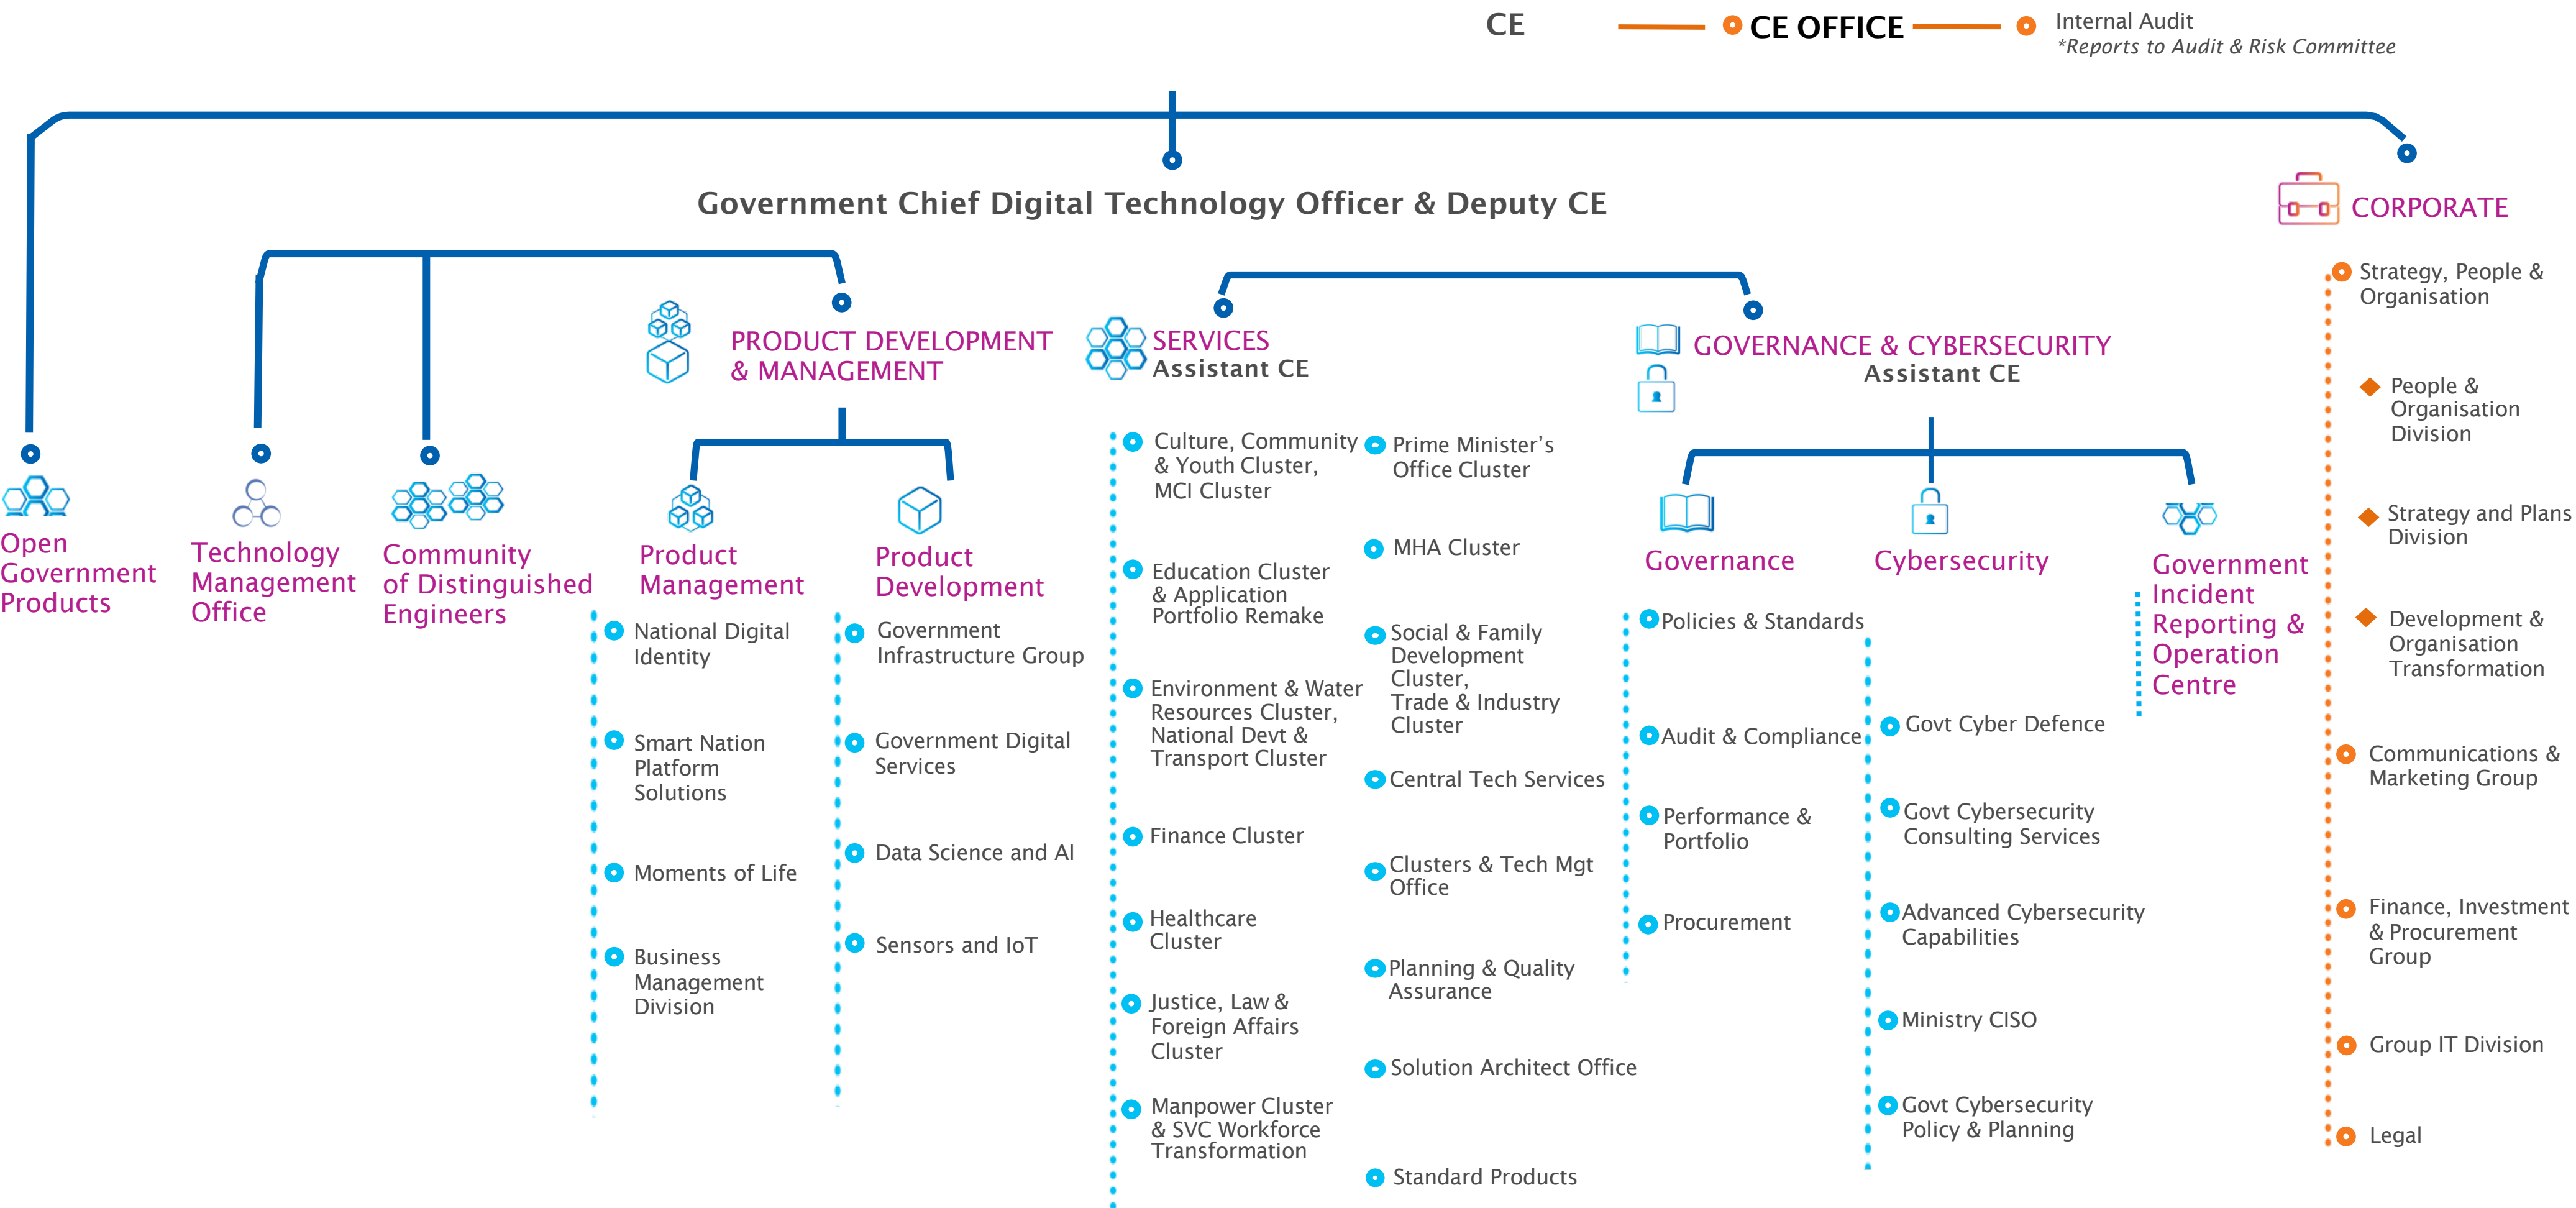 CE
CE OFFICE
Internal Audit
*Reports to Audit & Risk Committee
Government Chief Digital Technology Officer & Deputy CE
CORPORATE
Open
Government
Products
Technology
Management
Office
Community
of Distinguished
Engineers
PRODUCT DEVELOPMENT
& MANAGEMENT
Product
Management
National Digital
Identity
Smart Nation
Platform
Solutions
Moments of Life
Business
Management
Division
Product
Development
Government
Infrastructure Group
Government Digital
Services
Data Science and AI
Sensors and IoT
SERVICES
Assistant CE
Culture, Community
& Youth Cluster,
MCI Cluster
Education Cluster
& Application
Portfolio Remake
Environment & Water
Resources Cluster,
National Devt &
Transport Cluster
Finance Cluster
Healthcare
Cluster
Justice, Law &
Foreign Affairs
Cluster
Manpower Cluster
& SVC Workforce
Transformation
Prime Minister’s
Office Cluster
MHA Cluster
Social & Family
Development
Cluster,
Trade & Industry
Cluster
Central Tech Services
Clusters & Tech Mgt
Office
Planning & Quality
Assurance
Solution Architect Office
Standard Products
GOVERNANCE & CYBERSECURITY
Assistant CE
Governance
Policies & Standards
Audit & Compliance
Performance &
Portfolio
Procurement
Cybersecurity
Govt Cyber Defence
Govt Cybersecurity
Consulting Services
Advanced Cybersecurity
Capabilities
Ministry CISO
Govt Cybersecurity
Policy & Planning
Government
Incident
Reporting &
Operation
Centre
Strategy, People &
Organisation
People &
Organisation
Division
Strategy and Plans
Division
Development &
Organisation
Transformation
Communications &
Marketing Group
Finance, Investment
& Procurement
Group
Group IT Division
Legal